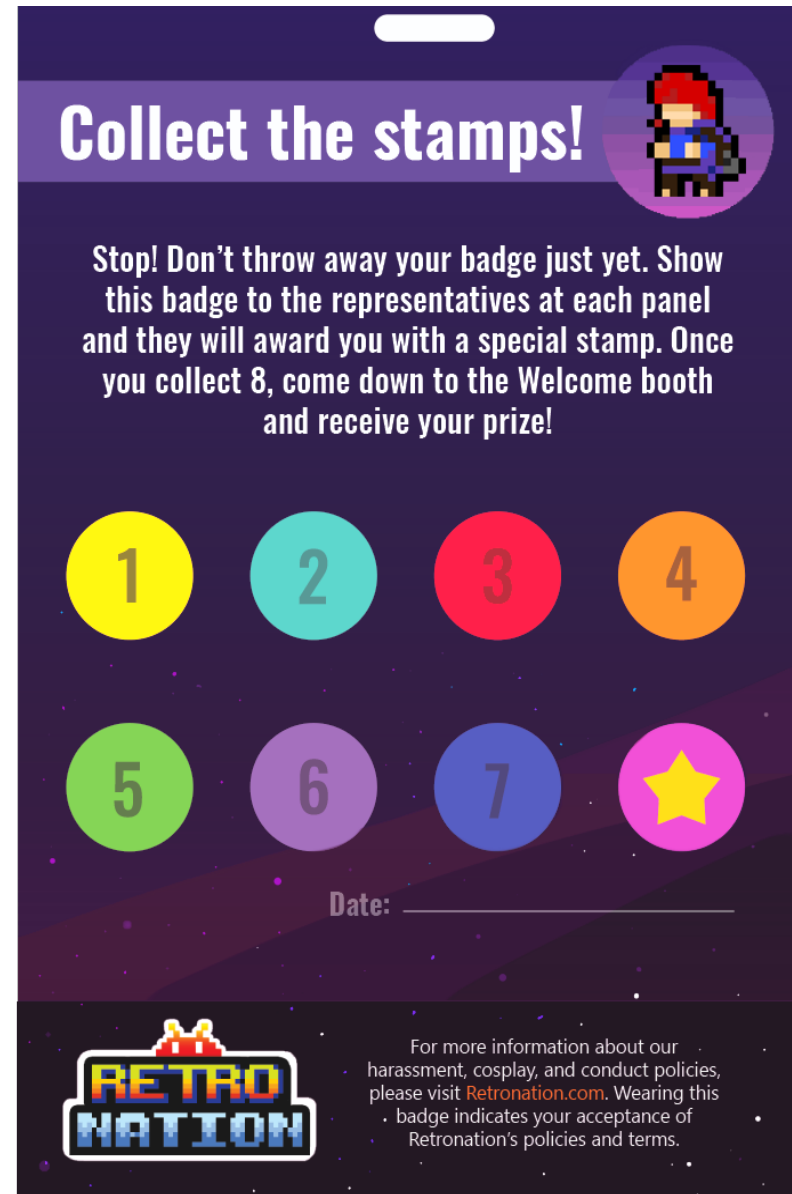 Collect the stamps!
Stop! Don't throw away your badge just yet. Show
this badge to the representatives at each panel
and they will award you with a special stamp. Once
you collect 8, come down to the Welcome booth
and receive your prize!
1 2 3 4
5 6 7
Date:
RETRO
NATION
For more information about our
harassment, cosplay, and conduct policies,
please visit Retronation.com. Wearing this
badge indicates your acceptance of
Retronation's policies and terms.